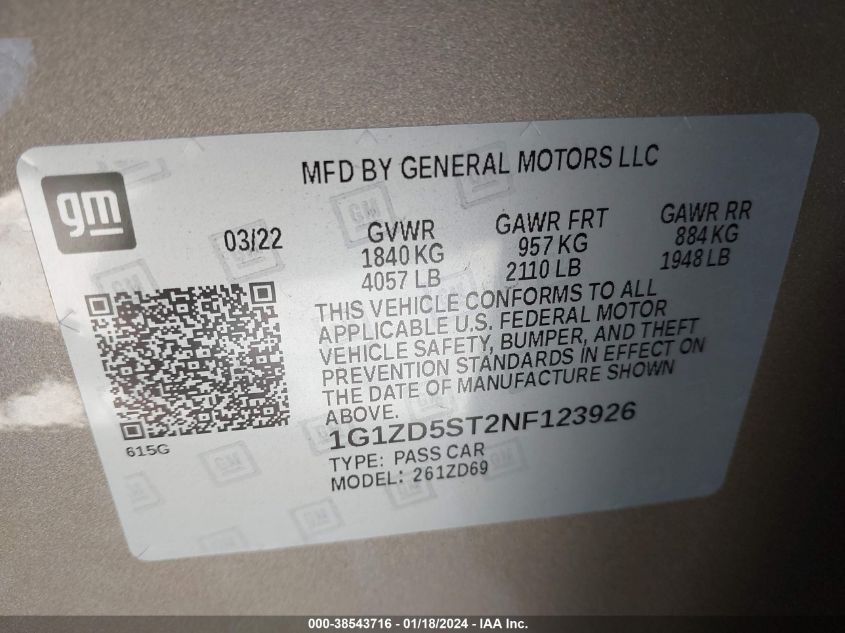 MFD BY GENERAL MOTORS LLC
gm
03/22
GVWR
1840 KG
4057 LB
GAWR FRT
957 KG
2110 LB
GAWR RR
884 KG
1948 LB
THIS VEHICLE CONFORMS TO ALL
APPLICABLE U.S. FEDERAL MOTOR
VEHICLE SAFETY, BUMPER, AND THEFT
PREVENTION STANDARDS IN EFFECT ON
THE DATE OF MANUFACTURE SHOWN
ABOVE.
1G1ZD5ST2NF123926
TYPE: PASS CAR
MODEL: 261ZD69
615G
000-38543716 - 01/18/2024 - IAA Inc.